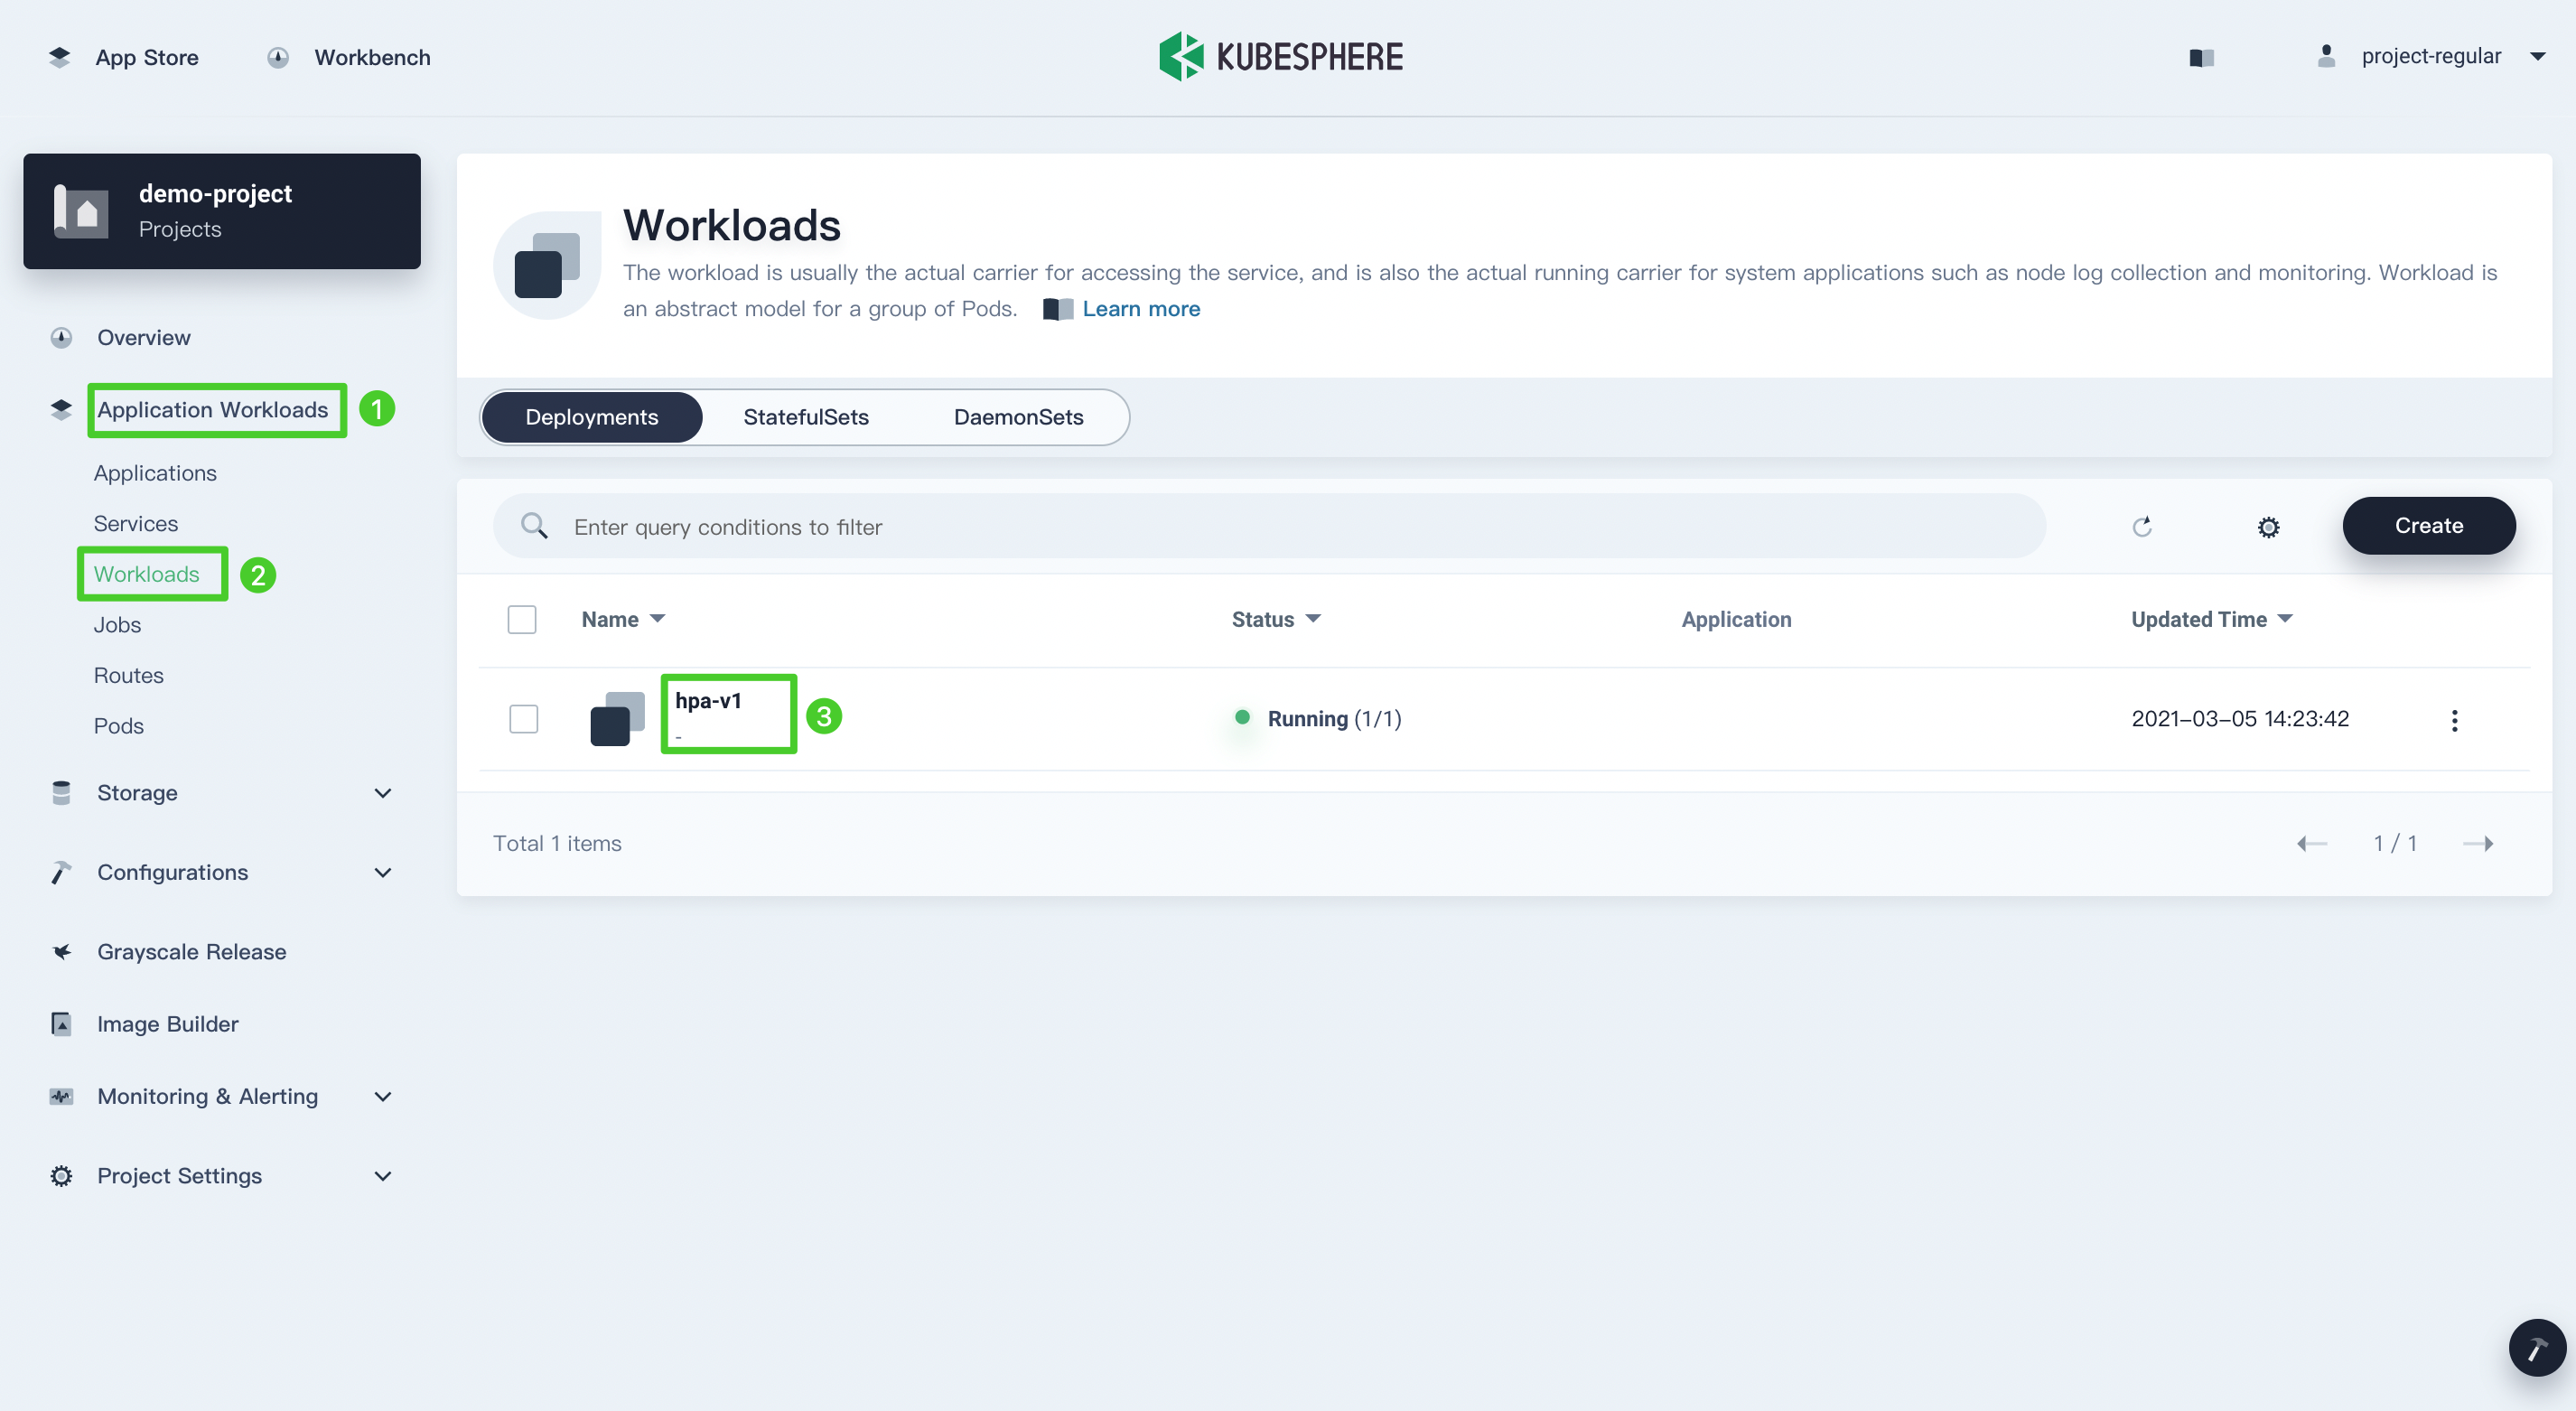 App Store
Workbench
KUBESPHERE
project-regular
demo-project
Projects
Overview
Application Workloads
1
Applications
Services
Workloads
2
Jobs
Routes
Pods
Storage
Configurations
Grayscale Release
Image Builder
Monitoring & Alerting
Project Settings
Workloads
The workload is usually the actual carrier for accessing the service, and is also the actual running carrier for system applications such as node log collection and monitoring. Workload is
an abstract model for a group of Pods. Learn more
Deployments
StatefulSets
DaemonSets
Enter query conditions to filter
Create
Name
Status
Application
Updated Time
hpa-v1
-
3
Running (1/1)
2021-03-05 14:23:42
Total 1 items
1 / 1